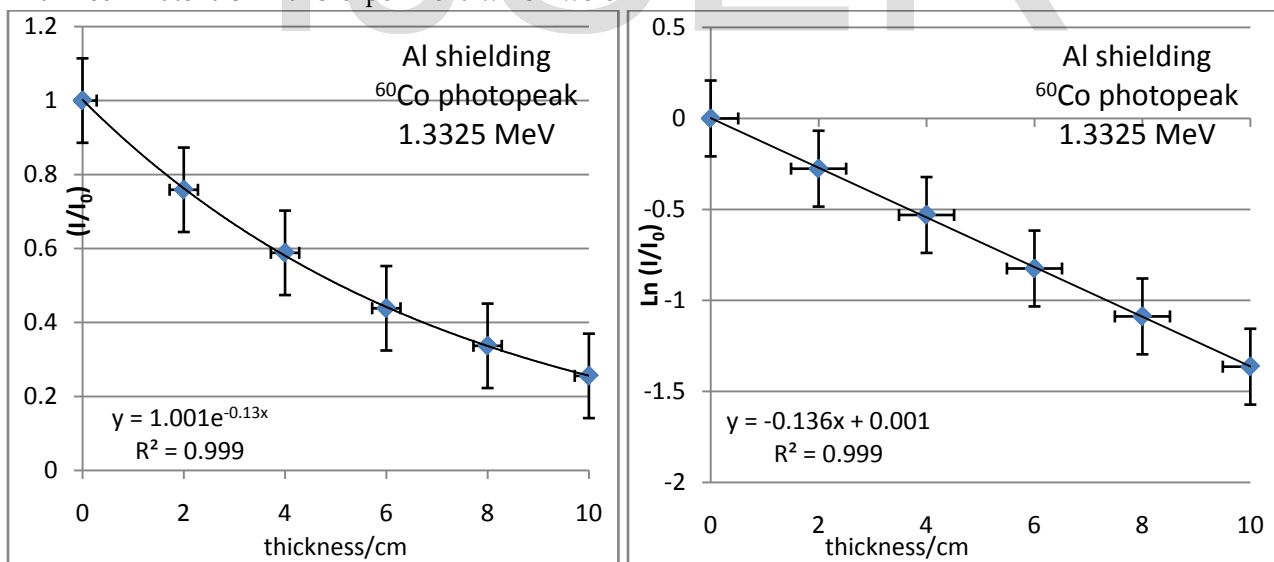 Al shielding
⁶⁰Co photopeak
1.3325 MeV
(I/I₀)
1.2
1
0.8
0.6
0.4
0.2
0
y = 1.001e⁻⁰·¹³ˣ
R² = 0.999
0 2 4 6 8 10
thickness/cm
Al shielding
⁶⁰Co photopeak
1.3325 MeV
Ln (I/I₀)
0.5
0
-0.5
-1
-1.5
-2
y = -0.136x + 0.001
R² = 0.999
0 2 4 6 8 10
thickness/cm